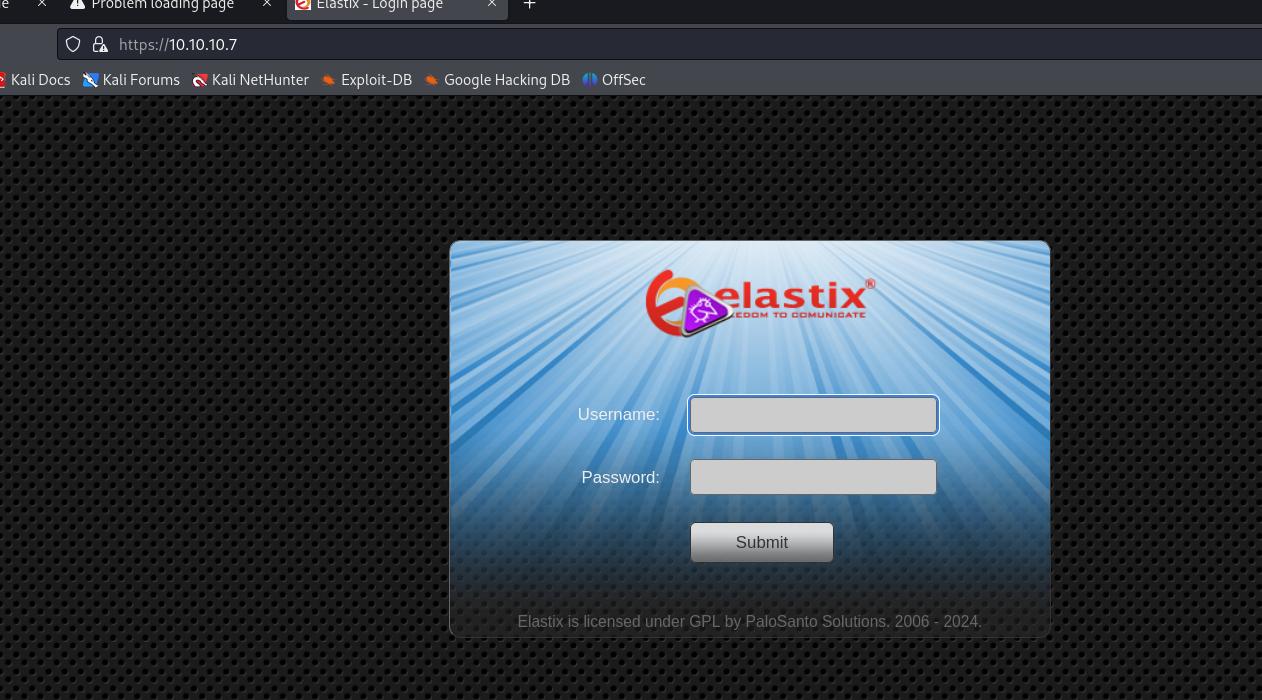 Problem loading page
Elastix - Login page
https://10.10.10.7
Kali Docs
Kali Forums
Kali NetHunter
Exploit-DB
Google Hacking DB
OffSec
elastix®
EEDOM TO COMUNICATE
Username:
Password:
Submit
Elastix is licensed under GPL by PaloSanto Solutions. 2006 - 2024.